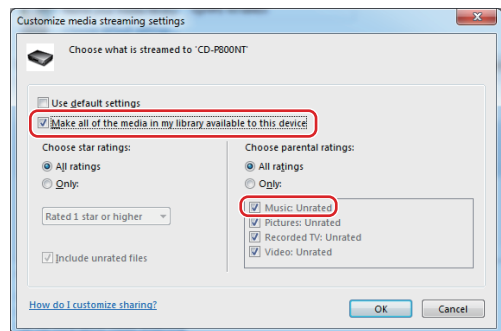 Customize media streaming settings
Choose what is streamed to 'CD-P800NT'
Use default settings
Make all of the media in my library available to this device
Choose star ratings:
All ratings
Only:
Rated 1 star or higher
Include unrated files
Choose parental ratings:
All ratings
Only:
Music: Unrated
Pictures: Unrated
Recorded TV: Unrated
Video: Unrated
How do I customize sharing?
OK
Cancel